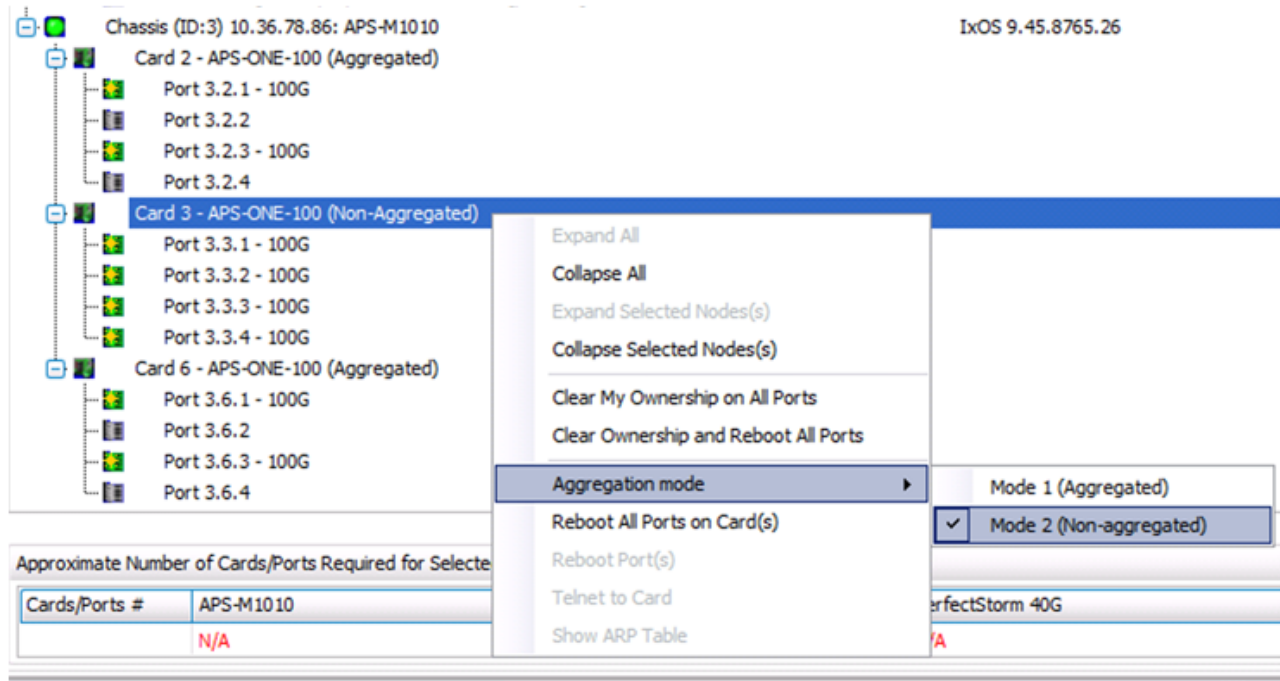 Chassis (ID:3) 10.36.78.86: APS-M1010 IxOS 9.45.8765.26
Card 2 - APS-ONE-100 (Aggregated)
Port 3.2.1 - 100G
Port 3.2.2
Port 3.2.3 - 100G
Port 3.2.4
Card 3 - APS-ONE-100 (Non-Aggregated)
Port 3.3.1 - 100G
Port 3.3.2 - 100G
Port 3.3.3 - 100G
Port 3.3.4 - 100G
Card 6 - APS-ONE-100 (Aggregated)
Port 3.6.1 - 100G
Port 3.6.2
Port 3.6.3 - 100G
Port 3.6.4
Expand All
Collapse All
Expand Selected Nodes(s)
Collapse Selected Nodes(s)
Clear My Ownership on All Ports
Clear Ownership and Reboot All Ports
Aggregation mode
Reboot All Ports on Card(s)
Reboot Port(s)
Telnet to Card
Show ARP Table
Mode 1 (Aggregated)
Mode 2 (Non-aggregated)
Approximate Number of Cards/Ports Required for Selecte
Cards/Ports # APS-M1010 erfectStorm 40G
N/A /A